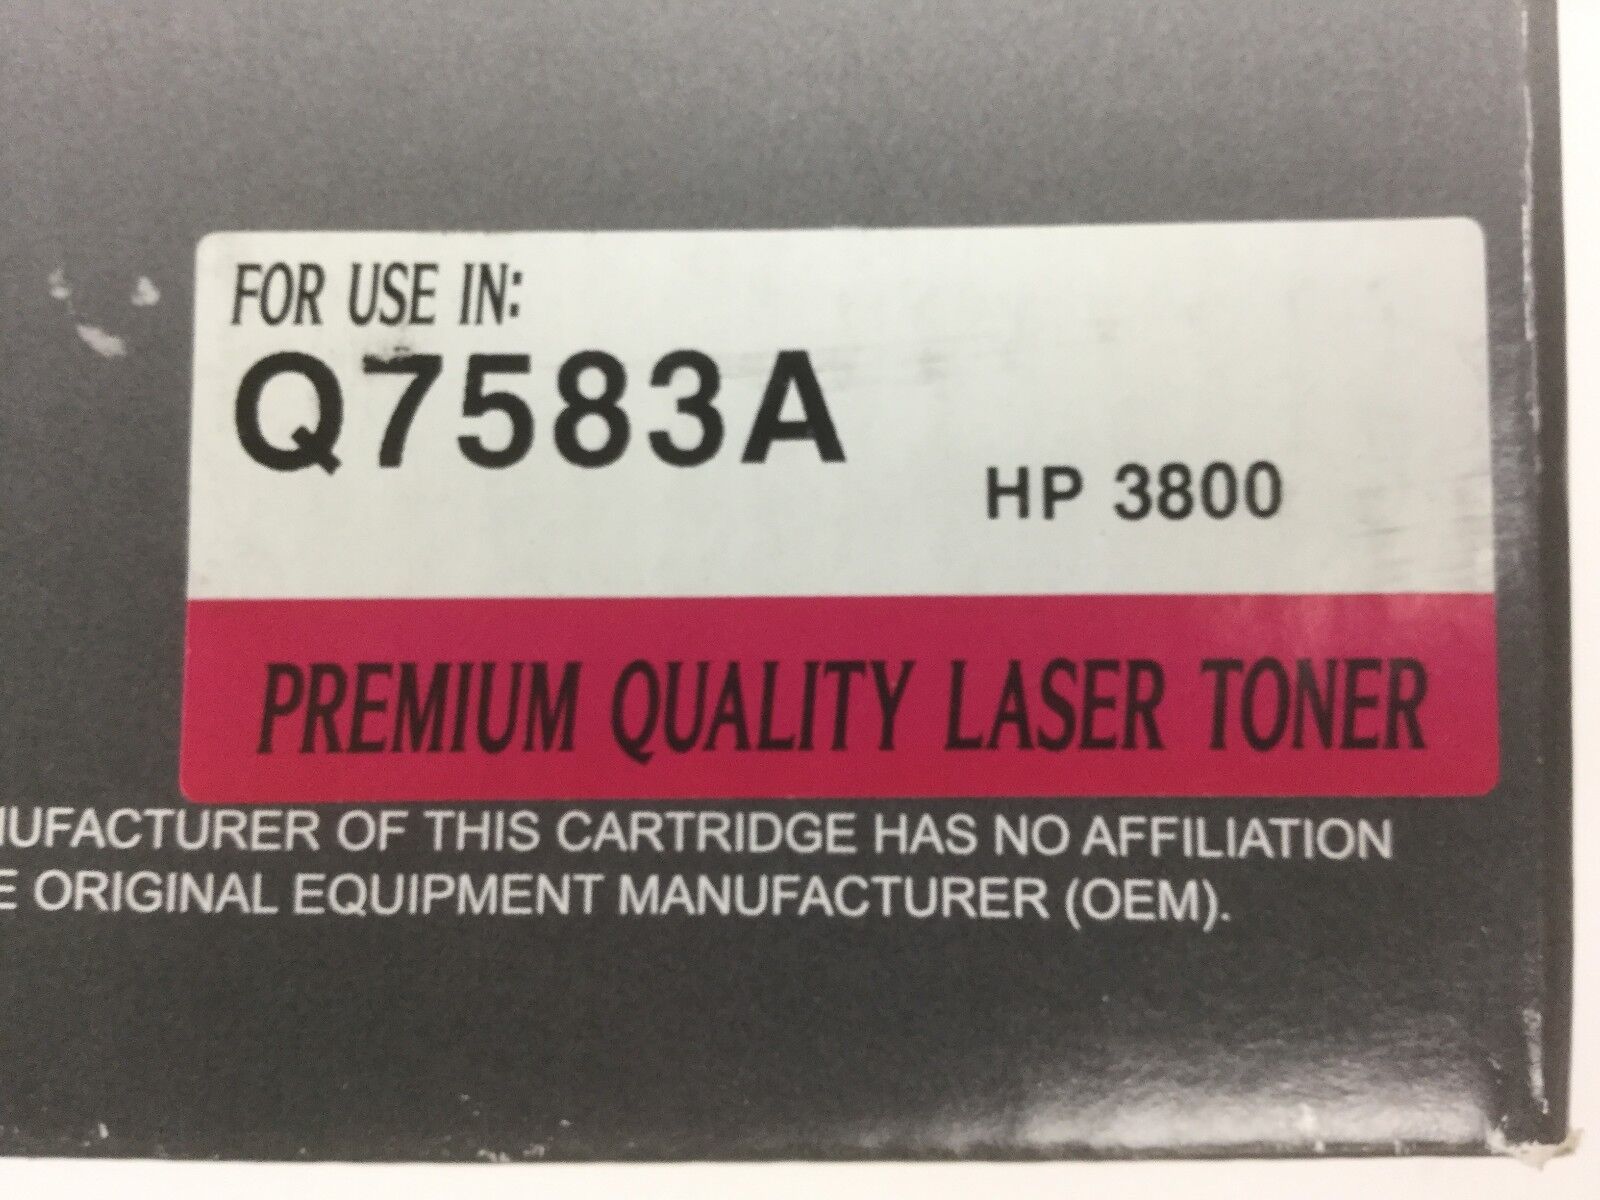 FOR USE IN:
Q7583A
HP 3800
PREMIUM QUALITY LASER TONER
OF THIS CARTRIDGE HAS NO AFFILIATION
ORIGINAL EQUIPMENT MANUFACTURER (OEM).